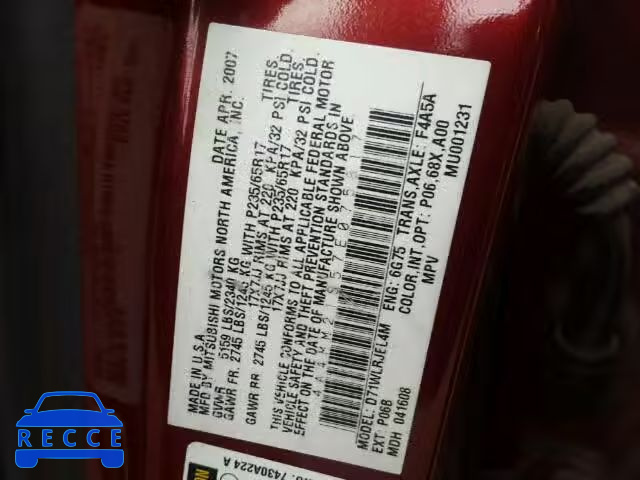 MADE IN U.S.A.
MFD BY MITSUBISHI MOTORS NORTH AMERICA, INC.
DATE APR. 2007
GVWR 5159 LBS/2340 KG
GAWR FR. 2745 LBS/1245 KG WITH P235/65R17 TIRES
17X7JJ RIMS AT 220 KPA/32 PSI COLD.
GAWR RR. 2745 LBS/1245 KG WITH P235/65R17 TIRES
17X7JJ RIMS AT 220 KPA/32 PSI COLD.
THIS VEHICLE CONFORMS TO ALL APPLICABLE FEDERAL MOTOR
VEHICLE SAFETY AND THEFT PREVENTION STANDARDS IN
EFFECT ON THE DATE OF MANUFACTURE SHOWN ABOVE.
MODEL: D71WLRJEL4M
ENG: 6G75 TRANS.AXLE: F4A5A
EXT P06B
COLOR.INT.OPT: P06.68X.A00
MDH 041608
MPV
MU001231
7430A224 A
RECCE